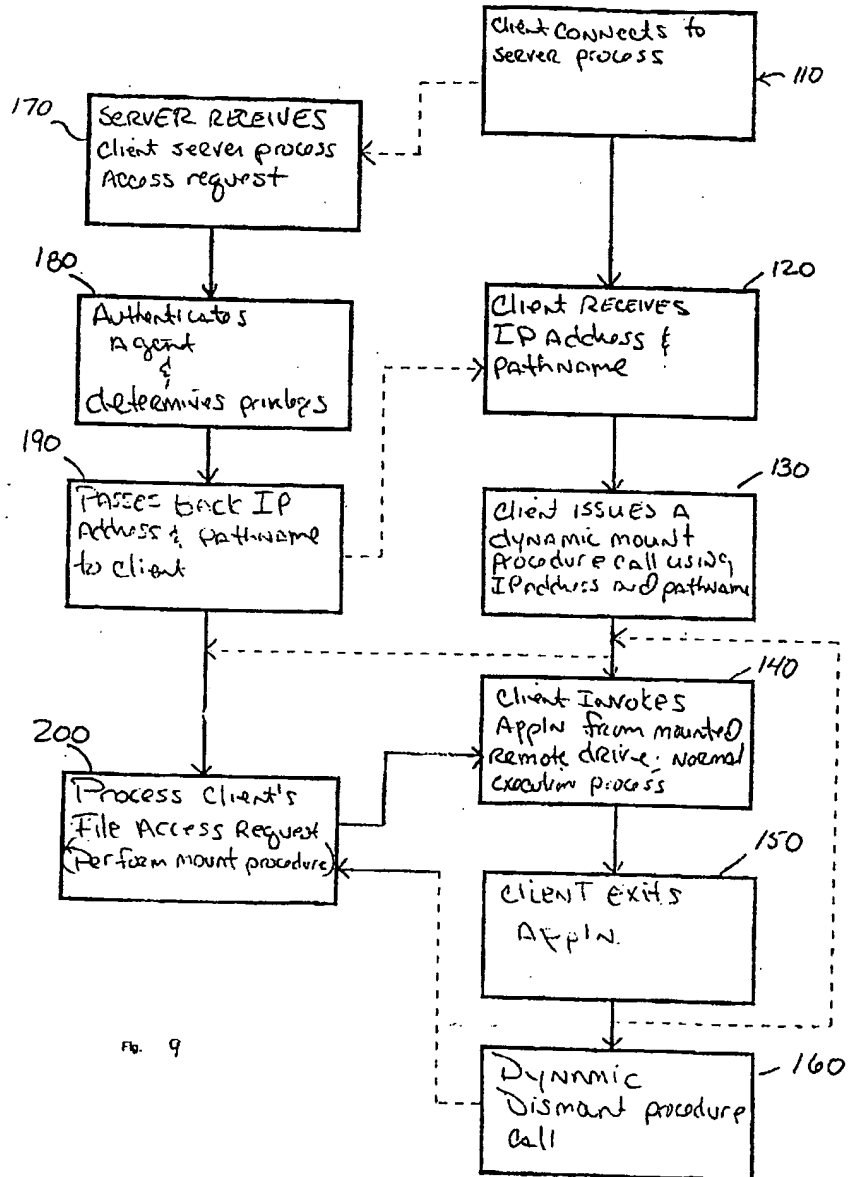 Client CONNects to
server process
110
170
SERVER RECEIVES
Client server process
Access request
180
Authenticates
Agent
&
determines privileges
120
Client RECEIVES
IP Address &
PATHNAME
190
PASSES back IP
Address & PATHNAME
to client
130
Client ISSUES A
dynamic mount
procedure call using
IP address and pathname
140
Client Invokes
Appln from mounted
Remote drive; Normal
execution process
200
Process Client's
File Access Request
(Perform mount procedure)
150
CLIENT EXITS
Appln.
160
DYNAMIC
Dismant procedure
call
Fig. 9